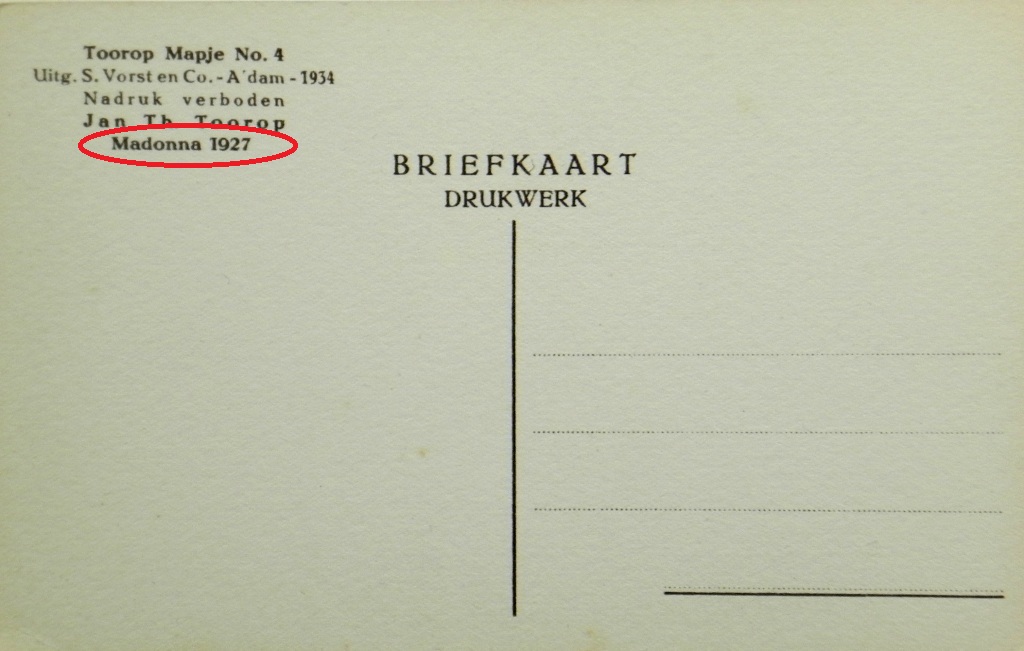 Toorop Mapje No. 4
Uitg. S. Vorst en Co. - A'dam - 1934
Nadruk verboden
Jan Th. Toorop
Madonna 1927
BRIEFKAART
DRUKWERK